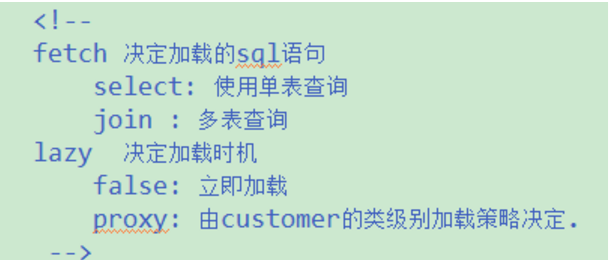 <!--
fetch 决定加载的sql语句
select: 使用单表查询
join : 多表查询
lazy 决定加载时机
false: 立即加载
proxy: 由customer的类级别加载策略决定.
-->